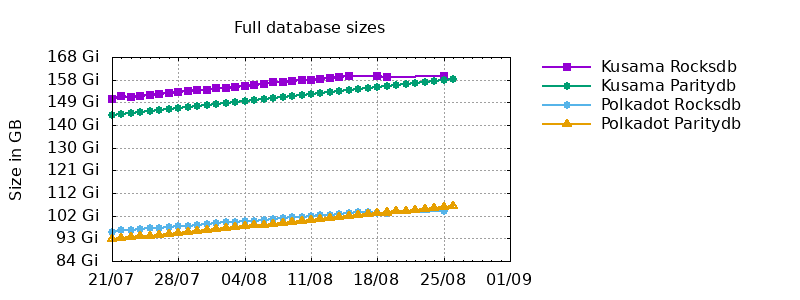 Full database sizes
168 Gi
158 Gi
149 Gi
140 Gi
130 Gi
121 Gi
112 Gi
102 Gi
93 Gi
84 Gi
Size in GB
21/07 28/07 04/08 11/08 18/08 25/08 01/09
Kusama Rocksdb
Kusama Paritydb
Polkadot Rocksdb
Polkadot Paritydb